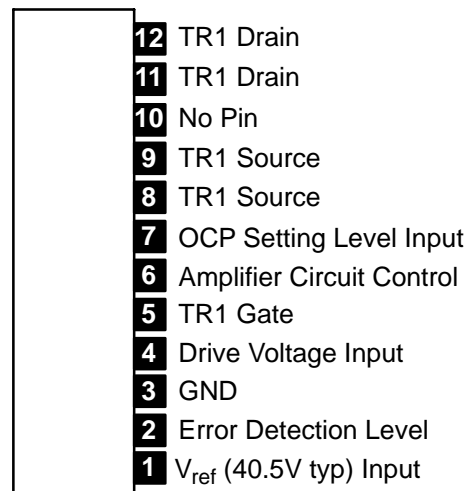 12 TR1 Drain
11 TR1 Drain
10 No Pin
9 TR1 Source
8 TR1 Source
7 OCP Setting Level Input
6 Amplifier Circuit Control
5 TR1 Gate
4 Drive Voltage Input
3 GND
2 Error Detection Level
1 Vref (40.5V typ) Input